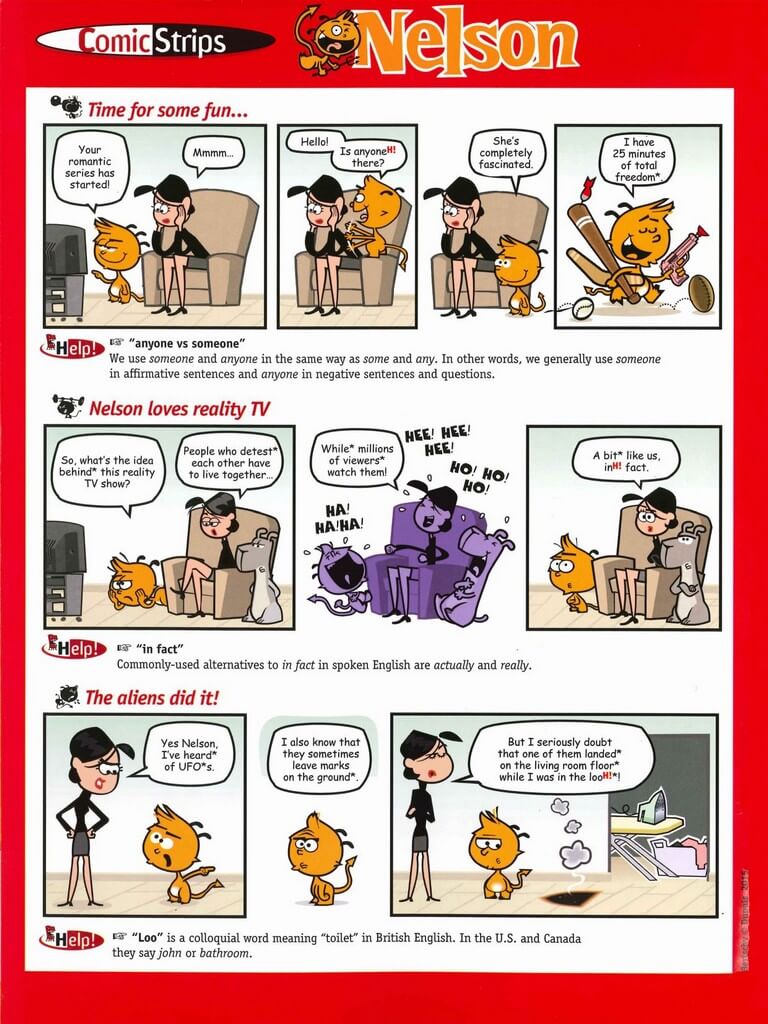 Comic Strips
Nelson
Time for some fun...
Your
romantic
series has
started!
Mmmm...
Hello!
Is anyoneH!
there?
She's
completely
fascinated.
I have
25 minutes
of total
freedom*.
Help!
☞ "anyone vs someone"
We use someone and anyone in the same way as some and any. In other words, we generally use someone
in affirmative sentences and anyone in negative sentences and questions.
Nelson loves reality TV
So, what's the idea
behind* this reality
TV show?
People who detest*
each other have
to live together...
While* millions
of viewers*
watch them!
HEE! HEE!
HEE!
HO! HO!
HO!
HA!
HA!HA!
A bit* like us,
inH! fact.
Help!
☞ "in fact"
Commonly-used alternatives to in fact in spoken English are actually and really.
The aliens did it!
Yes Nelson,
I've heard*
of UFO*s.
I also know that
they sometimes
leave marks
on the ground*.
But I seriously doubt
that one of them landed*
on the living room floor*
while I was in the looH!*!
Help!
☞ "Loo" is a colloquial word meaning "toilet" in British English. In the U.S. and Canada
they say john or bathroom.